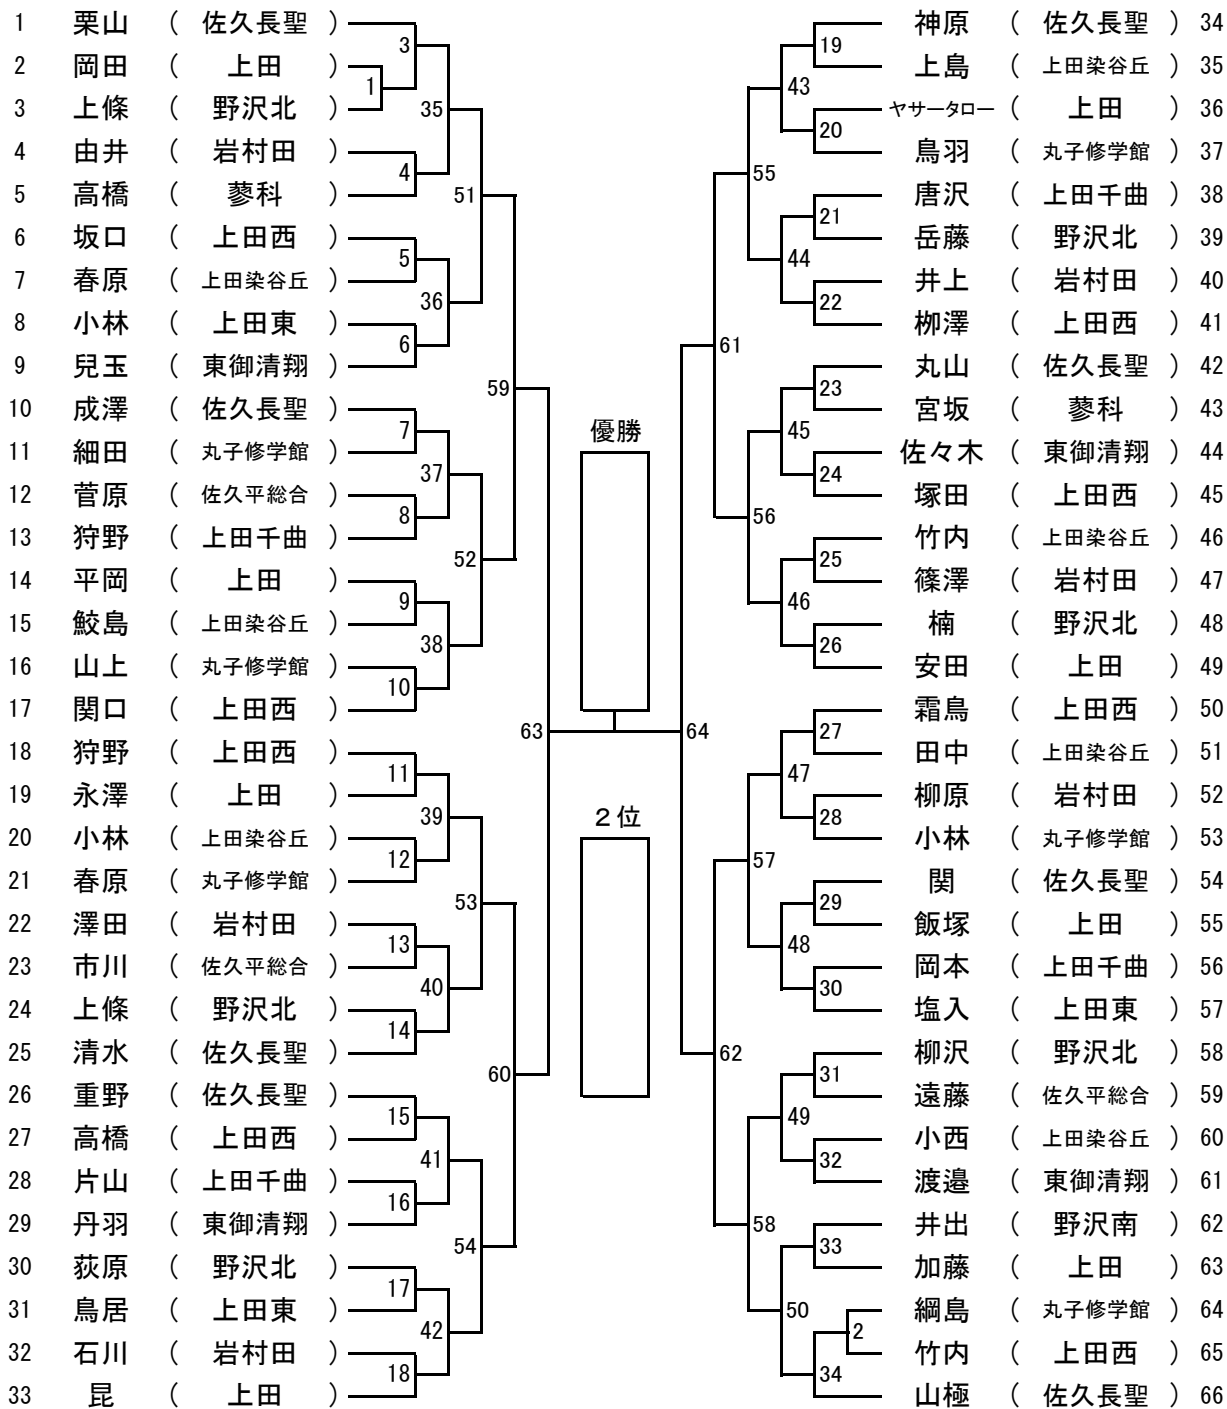 1 栗山 ( 佐久長聖 )
2 岡田 ( 上田 )
3 上條 ( 野沢北 )
4 由井 ( 岩村田 )
5 高橋 ( 蓼科 )
6 坂口 ( 上田西 )
7 春原 ( 上田染谷丘 )
8 小林 ( 上田東 )
9 兒玉 ( 東御清翔 )
10 成澤 ( 佐久長聖 )
11 細田 ( 丸子修学館 )
12 菅原 ( 佐久平総合 )
13 狩野 ( 上田千曲 )
14 平岡 ( 上田 )
15 鮫島 ( 上田染谷丘 )
16 山上 ( 丸子修学館 )
17 関口 ( 上田西 )
18 狩野 ( 上田西 )
19 永澤 ( 上田 )
20 小林 ( 上田染谷丘 )
21 春原 ( 丸子修学館 )
22 澤田 ( 岩村田 )
23 市川 ( 佐久平総合 )
24 上條 ( 野沢北 )
25 清水 ( 佐久長聖 )
26 重野 ( 佐久長聖 )
27 高橋 ( 上田西 )
28 片山 ( 上田千曲 )
29 丹羽 ( 東御清翔 )
30 荻原 ( 野沢北 )
31 鳥居 ( 上田東 )
32 石川 ( 岩村田 )
33 昆 ( 上田 )
1
3
4
5
6
7
8
9
10
11
12
13
14
15
16
17
18
35
36
37
38
39
40
41
42
51
52
53
54
59
60
63
優勝
２位
64
61
62
55
56
57
58
43
44
45
46
47
48
49
50
19
20
21
22
23
24
25
26
27
28
29
30
31
32
33
34
2
神原 ( 佐久長聖 ) 34
上島 ( 上田染谷丘 ) 35
ヤサータロー ( 上田 ) 36
鳥羽 ( 丸子修学館 ) 37
唐沢 ( 上田千曲 ) 38
岳藤 ( 野沢北 ) 39
井上 ( 岩村田 ) 40
栁澤 ( 上田西 ) 41
丸山 ( 佐久長聖 ) 42
宮坂 ( 蓼科 ) 43
佐々木 ( 東御清翔 ) 44
塚田 ( 上田西 ) 45
竹内 ( 上田染谷丘 ) 46
篠澤 ( 岩村田 ) 47
楠 ( 野沢北 ) 48
安田 ( 上田 ) 49
霜鳥 ( 上田西 ) 50
田中 ( 上田染谷丘 ) 51
柳原 ( 岩村田 ) 52
小林 ( 丸子修学館 ) 53
関 ( 佐久長聖 ) 54
飯塚 ( 上田 ) 55
岡本 ( 上田千曲 ) 56
塩入 ( 上田東 ) 57
柳沢 ( 野沢北 ) 58
遠藤 ( 佐久平総合 ) 59
小西 ( 上田染谷丘 ) 60
渡邉 ( 東御清翔 ) 61
井出 ( 野沢南 ) 62
加藤 ( 上田 ) 63
綱島 ( 丸子修学館 ) 64
竹内 ( 上田西 ) 65
山極 ( 佐久長聖 ) 66